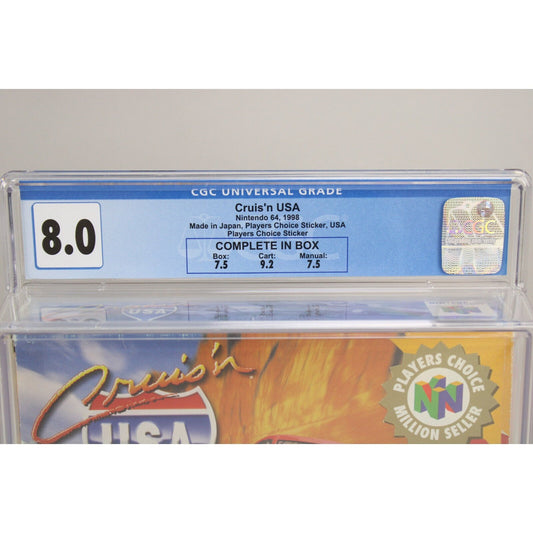 CGC UNIVERSAL GRADE
8.0
Cruis'n USA
Nintendo 64, 1998
Made in Japan, Players Choice Sticker, USA
Players Choice Sticker
COMPLETE IN BOX
Box: Cart: Manual:
7.5 9.2 7.5
CGC
Cruis'n
USA
PLAYERS CHOICE
MILLION SELLER